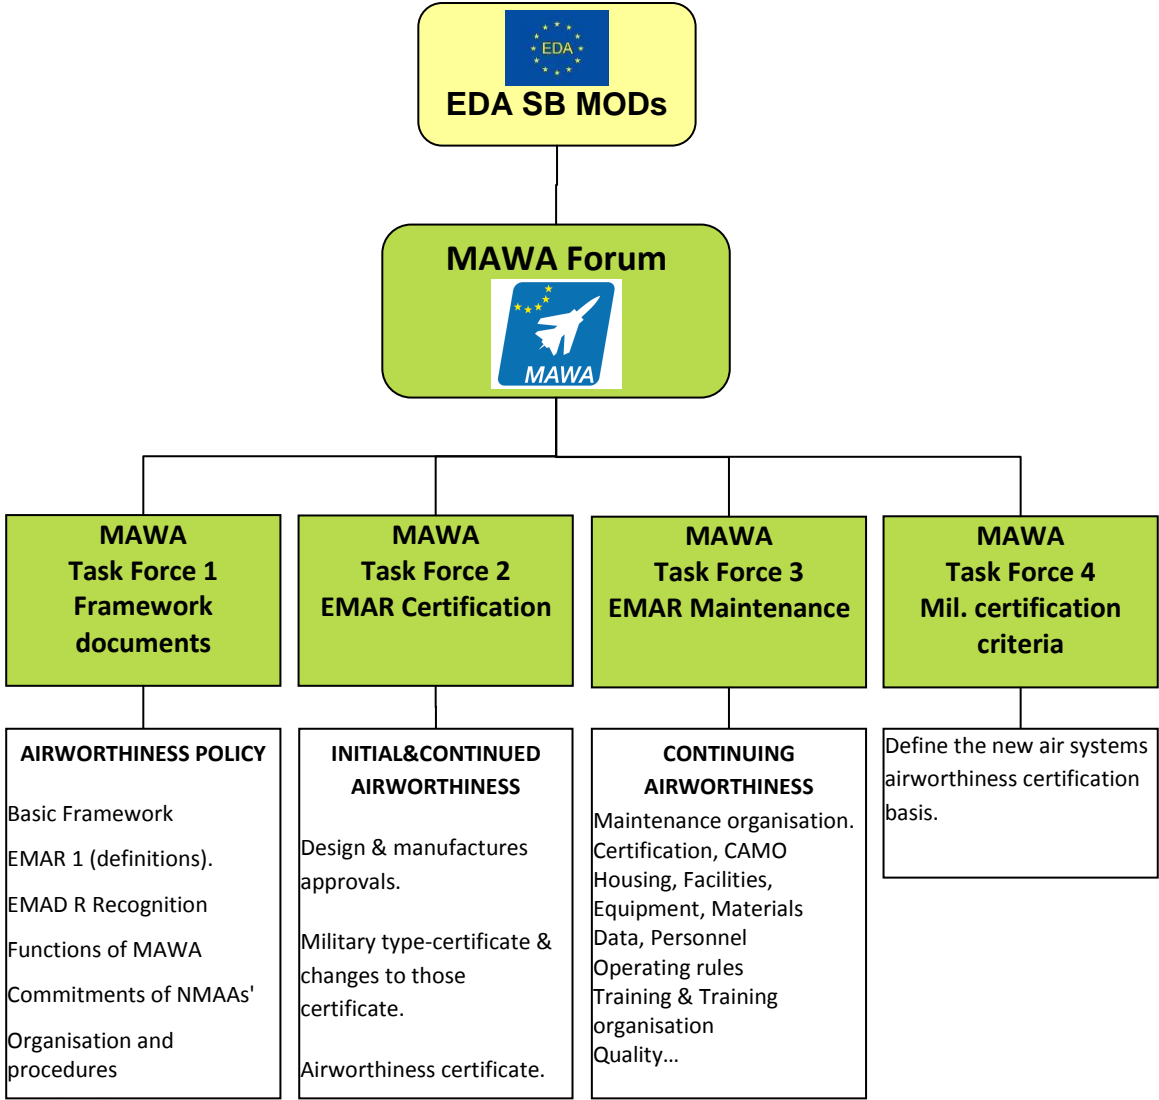 EDA
EDA SB MODs
MAWA Forum
MAWA
MAWA
Task Force 1
Framework
documents
MAWA
Task Force 2
EMAR Certification
MAWA
Task Force 3
EMAR Maintenance
MAWA
Task Force 4
Mil. certification
criteria
AIRWORTHINESS POLICY
Basic Framework
EMAR 1 (definitions).
EMAD R Recognition
Functions of MAWA
Commitments of NMAAs'
Organisation and
procedures
INITIAL&CONTINUED
AIRWORTHINESS
Design & manufactures
approvals.
Military type-certificate &
changes to those
certificate.
Airworthiness certificate.
CONTINUING
AIRWORTHINESS
Maintenance organisation.
Certification, CAMO
Housing, Facilities,
Equipment, Materials
Data, Personnel
Operating rules
Training & Training
organisation
Quality…
Define the new air systems
airworthiness certification
basis.